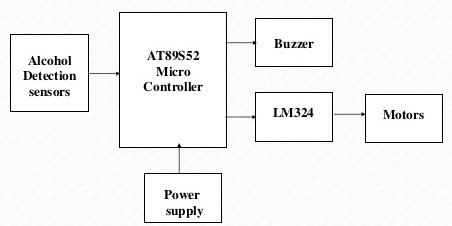 Alcohol
Detection
sensors
AT89S52
Micro
Controller
Buzzer
LM324
Motors
Power
supply